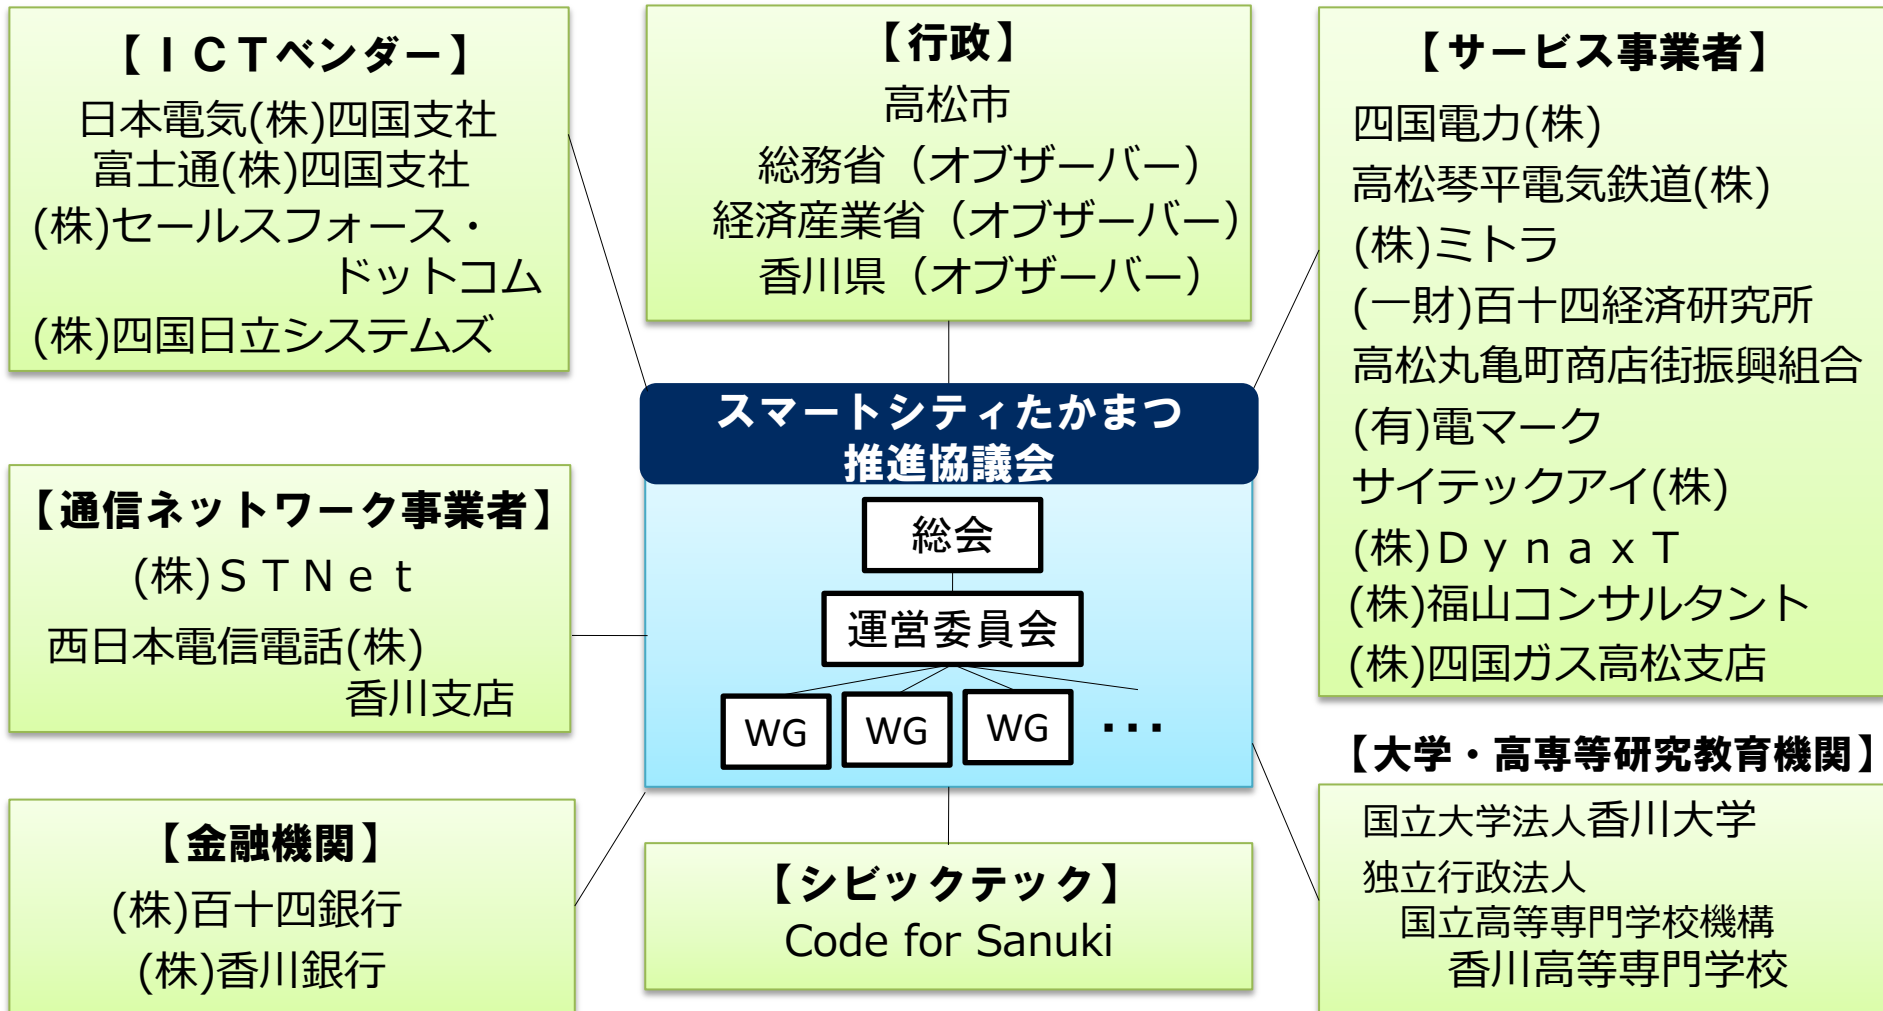 【ＩＣＴベンダー】
日本電気(株)四国支社
富士通(株)四国支社
(株)セールスフォース・
ドットコム
(株)四国日立システムズ
【行政】
高松市
総務省（オブザーバー）
経済産業省（オブザーバー）
香川県（オブザーバー）
【サービス事業者】
四国電力(株)
高松琴平電気鉄道(株)
(株)ミトラ
(一財)百十四経済研究所
高松丸亀町商店街振興組合
(有)電マーク
サイテックアイ(株)
(株)ＤｙｎａｘＴ
(株)福山コンサルタント
(株)四国ガス高松支店
スマートシティたかまつ
推進協議会
総会
運営委員会
WG
WG
WG
･･･
【通信ネットワーク事業者】
(株)ＳＴＮｅｔ
西日本電信電話(株)
香川支店
【金融機関】
(株)百十四銀行
(株)香川銀行
【シビックテック】
Code for Sanuki
【大学・高専等研究教育機関】
国立大学法人香川大学
独立行政法人
国立高等専門学校機構
香川高等専門学校